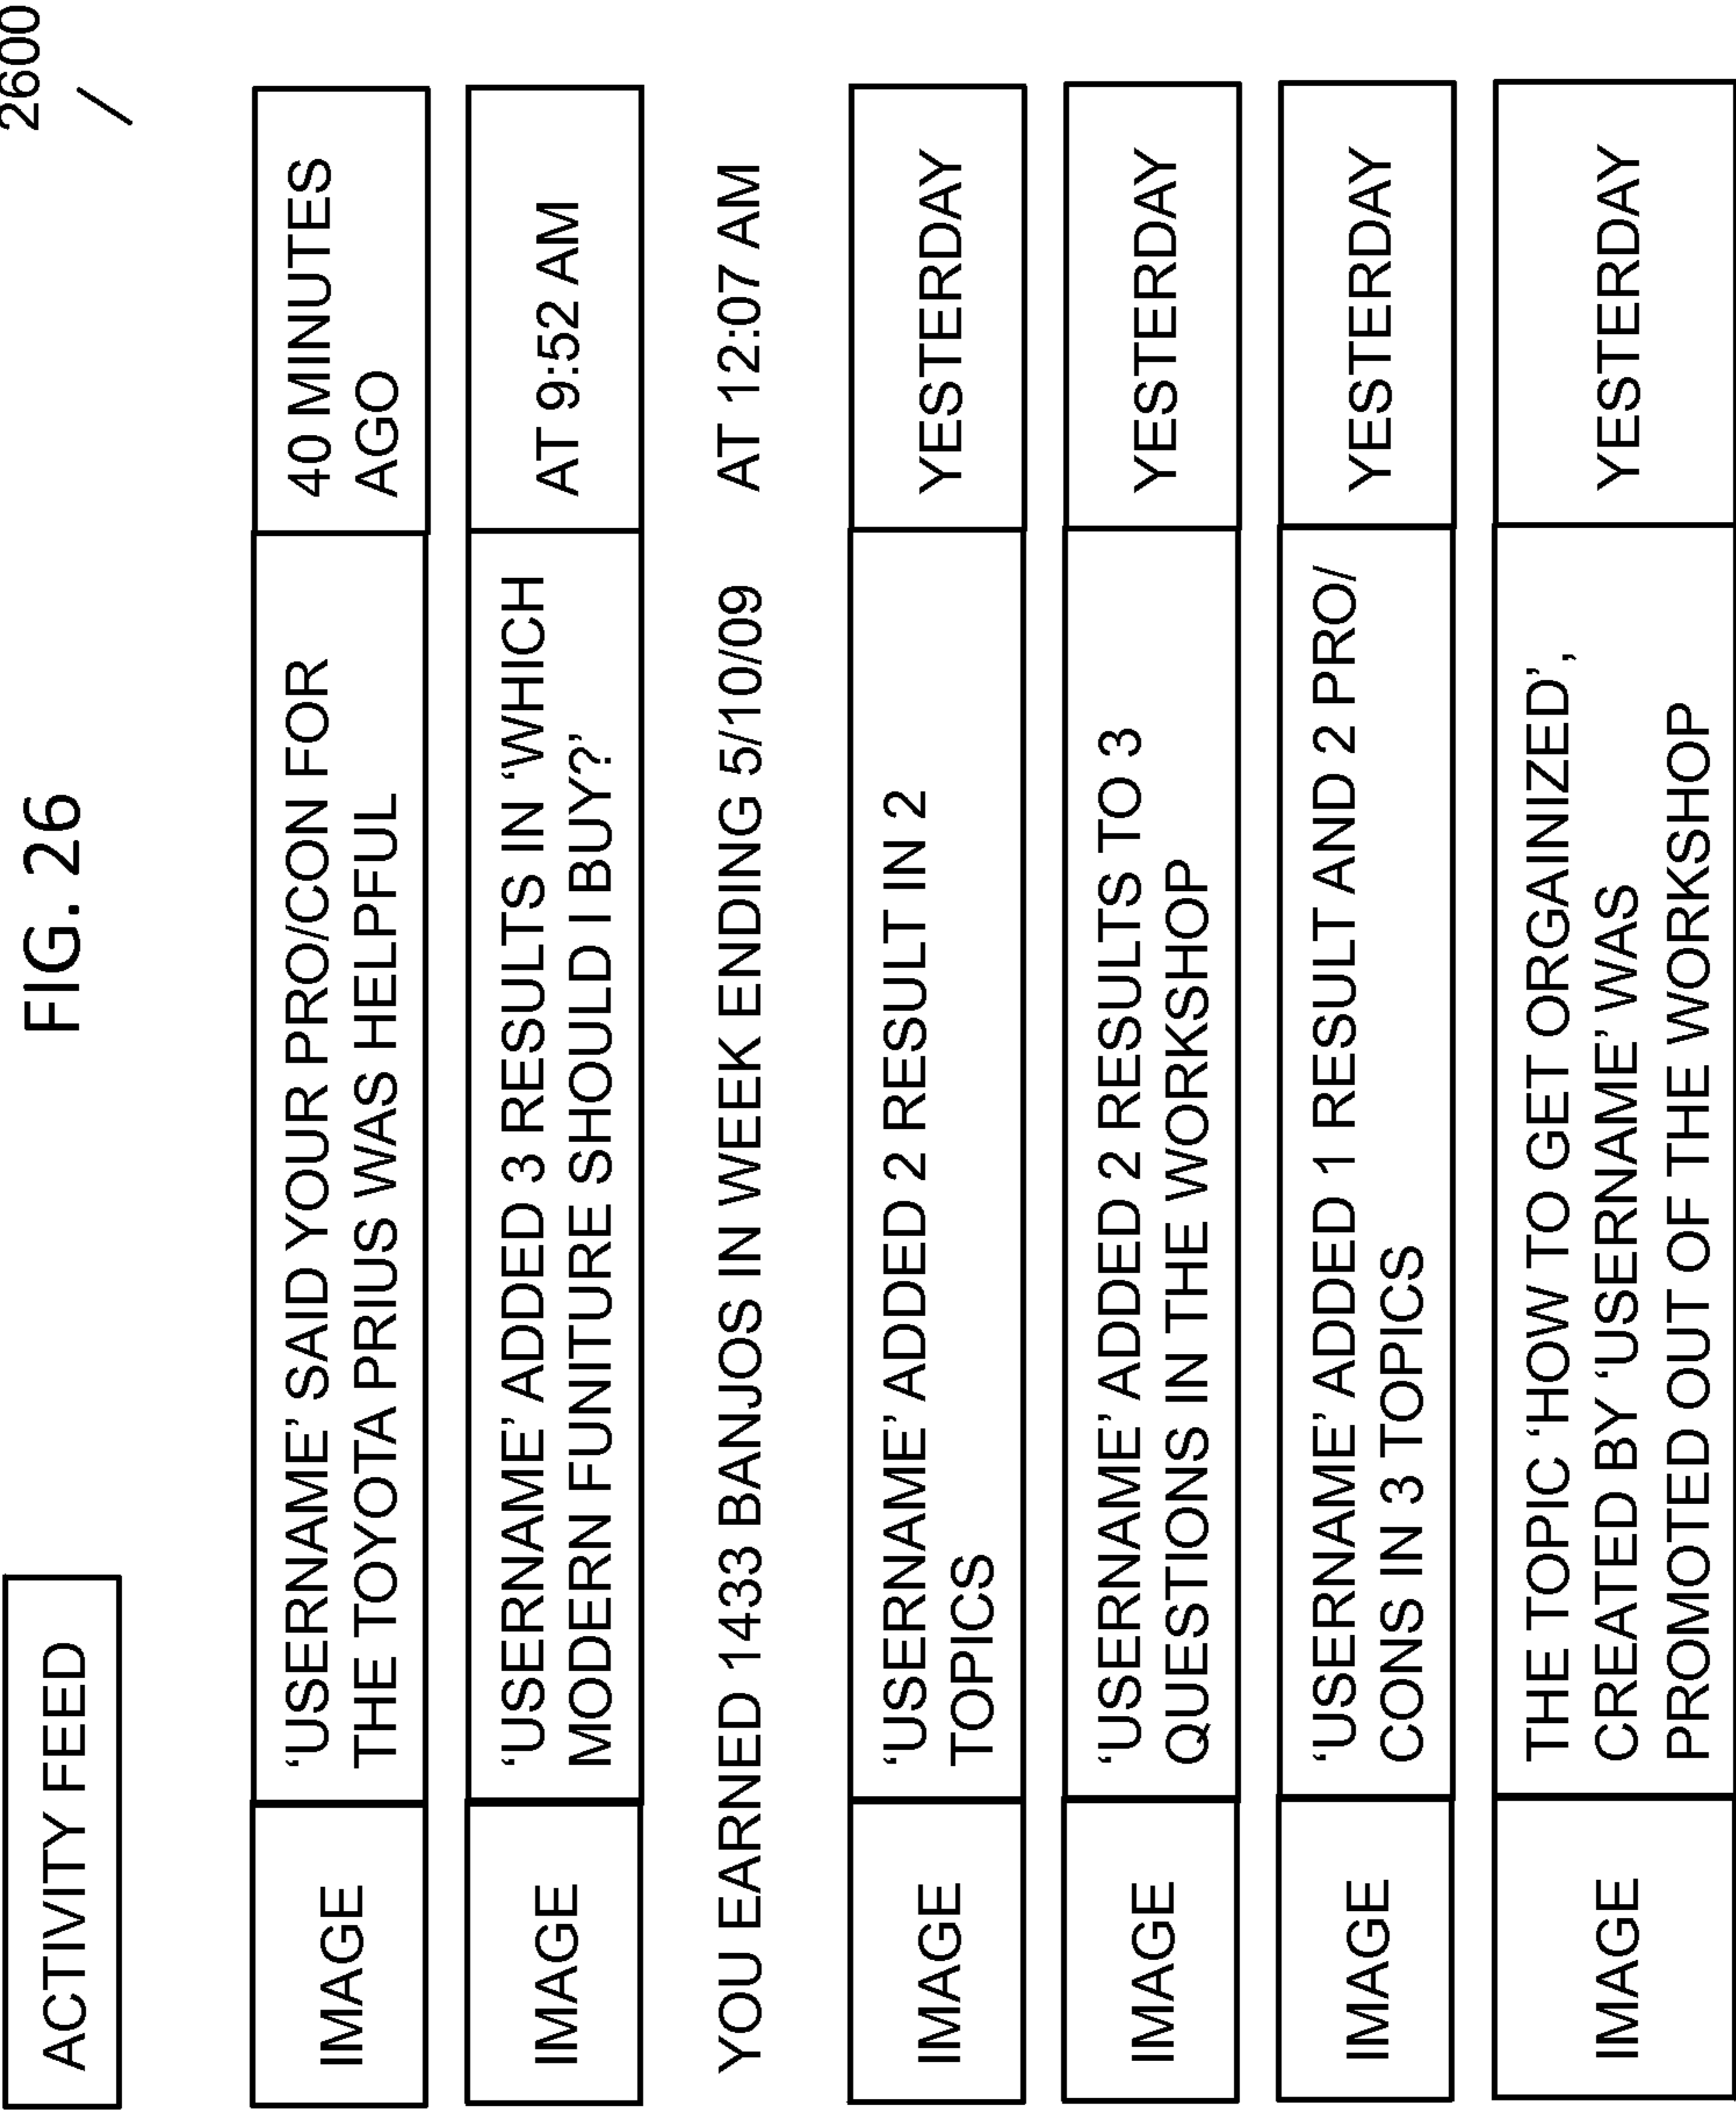 FIG. 26
2600
ACTIVITY FEED
IMAGE
‘USERNAME’ SAID YOUR PRO/CON FOR
THE TOYOTA PRIUS WAS HELPFUL
40 MINUTES
AGO
IMAGE
‘USERNAME’ ADDED 3 RESULTS IN ‘WHICH
MODERN FUNITURE SHOULD I BUY?’
AT 9:52 AM
YOU EARNED 1433 BANJOS IN WEEK ENDING 5/10/09 AT 12:07 AM
IMAGE
‘USERNAME’ ADDED 2 RESULT IN 2
TOPICS
YESTERDAY
IMAGE
‘USERNAME’ ADDED 2 RESULTS TO 3
QUESTIONS IN THE WORKSHOP
YESTERDAY
IMAGE
‘USERNAME’ ADDED 1 RESULT AND 2 PRO/
CONS IN 3 TOPICS
YESTERDAY
IMAGE
THE TOPIC ‘HOW TO GET ORGAINIZED’,
CREATED BY ‘USERNAME’ WAS
PROMOTED OUT OF THE WORKSHOP
YESTERDAY